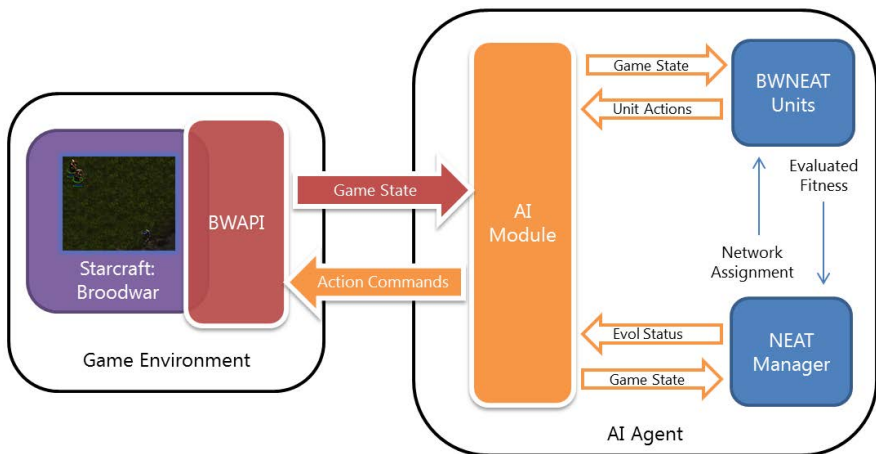 Starcraft:
Broodwar
BWAPI
Game Environment
Game State
Action Commands
AI
Module
Game State
Unit Actions
BWNEAT
Units
Evaluated
Fitness
Network
Assignment
Evol Status
Game State
NEAT
Manager
AI Agent